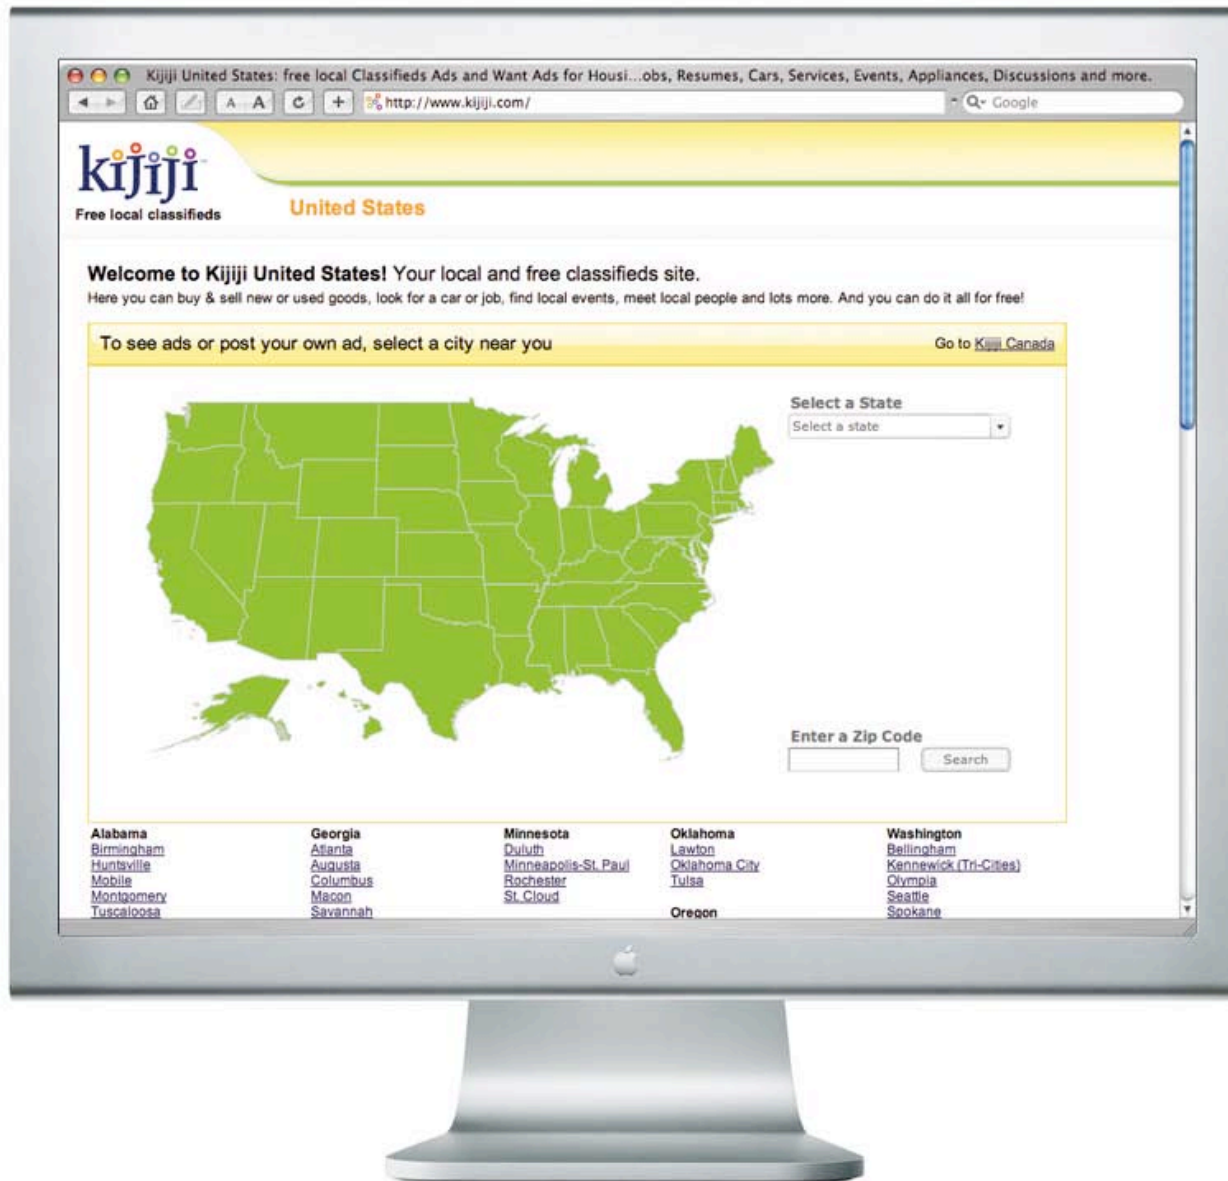 Kijiji United States: free local Classifieds Ads and Want Ads for Housi...obs, Resumes, Cars, Services, Events, Appliances, Discussions and more.
A A http://www.kijiji.com/ Google
kijiji
Free local classifieds
United States
Welcome to Kijiji United States! Your local and free classifieds site.
Here you can buy & sell new or used goods, look for a car or job, find local events, meet local people and lots more. And you can do it all for free!
To see ads or post your own ad, select a city near you Go to Kijiji Canada
Select a State
Select a state
Enter a Zip Code
Search
Alabama
Birmingham
Huntsville
Mobile
Montgomery
Tuscaloosa
Georgia
Atlanta
Augusta
Columbus
Macon
Savannah
Minnesota
Duluth
Minneapolis-St. Paul
Rochester
St. Cloud
Oklahoma
Lawton
Oklahoma City
Tulsa
Oregon
Washington
Bellingham
Kennewick (Tri-Cities)
Olympia
Seattle
Spokane